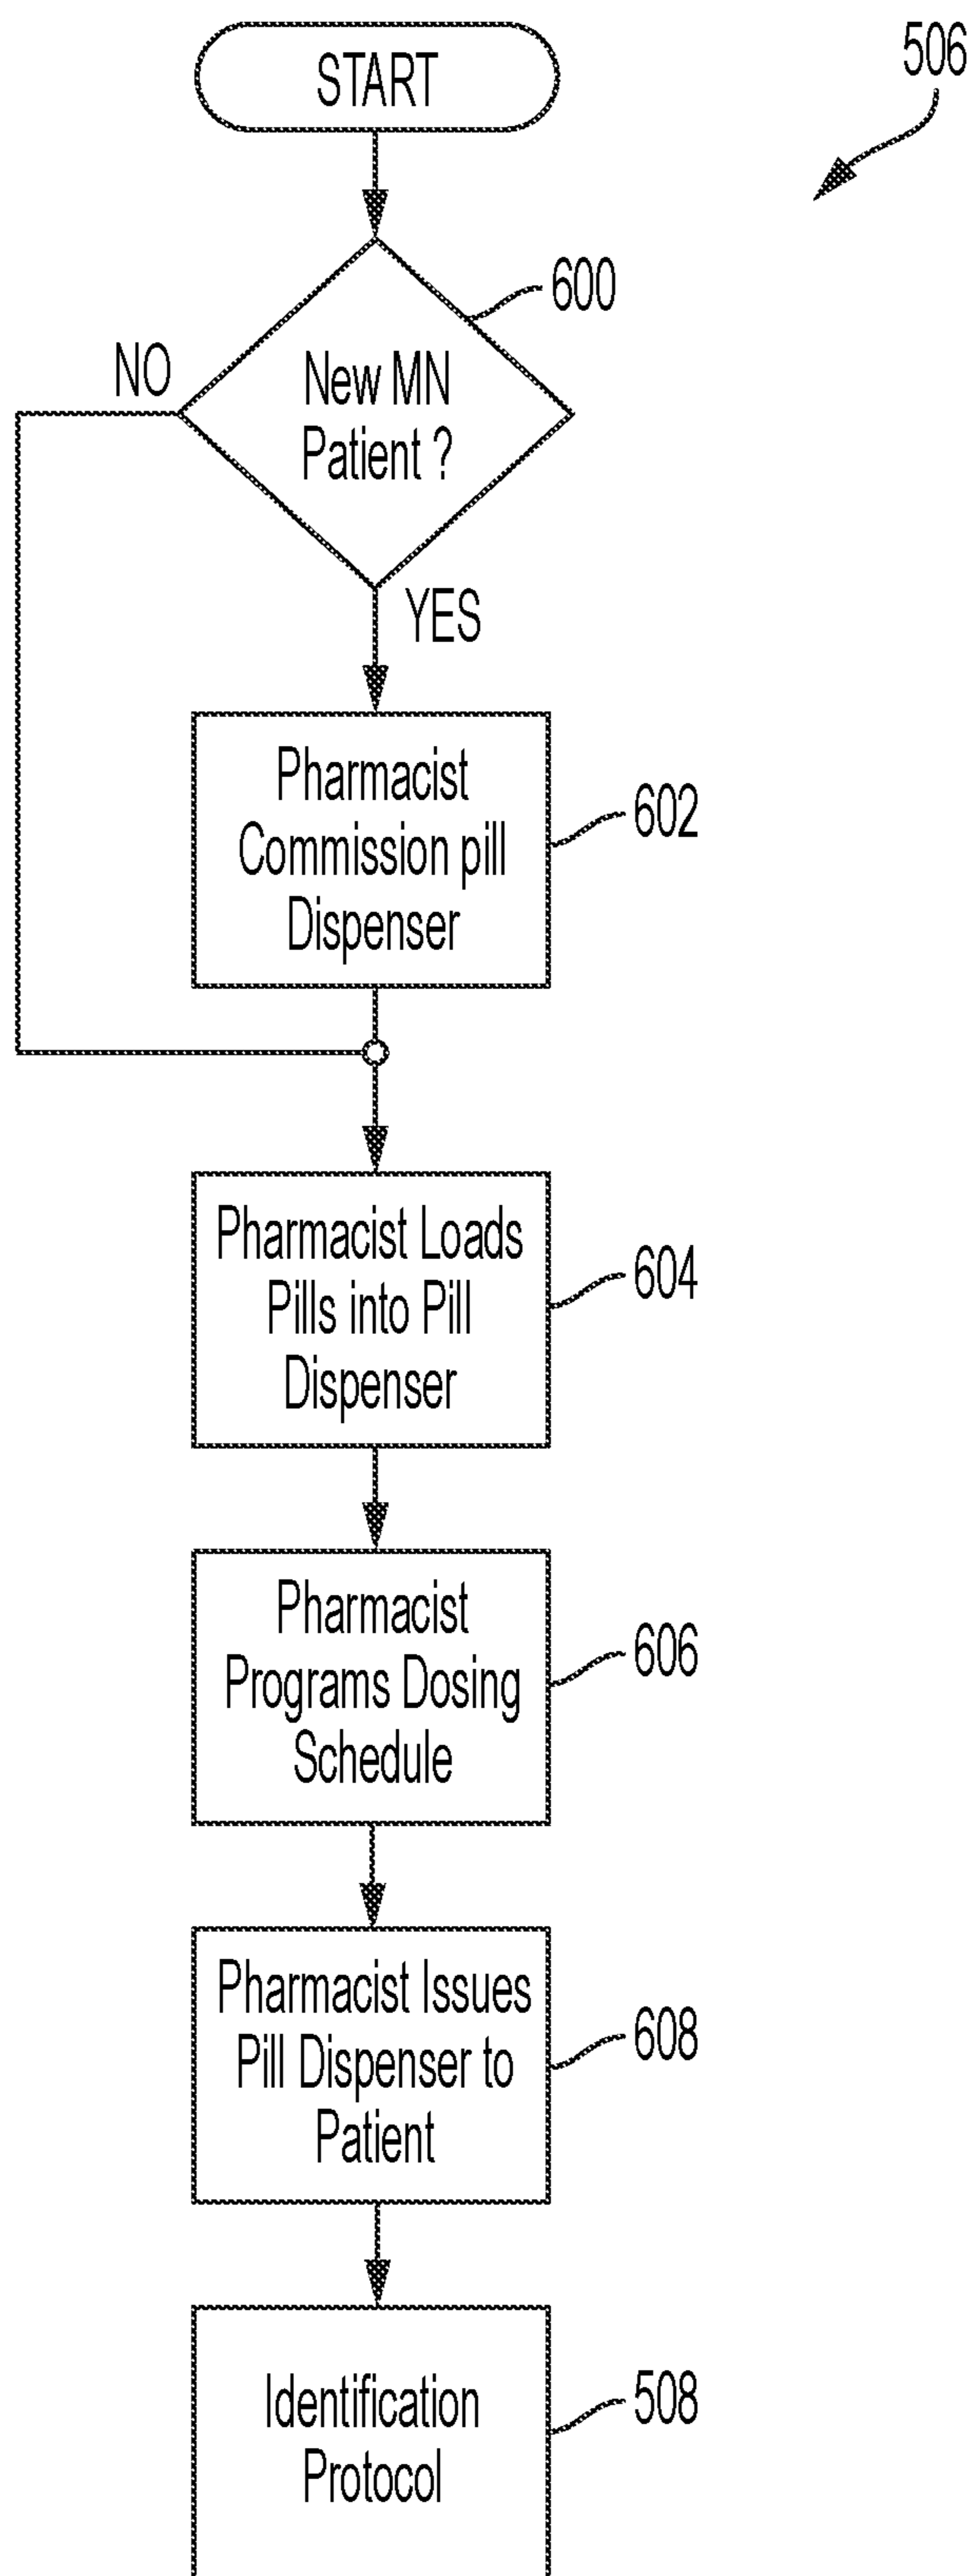 506
START
600
NO
New MN
Patient ?
YES
Pharmacist
Commission pill
Dispenser
602
Pharmacist Loads
Pills into Pill
Dispenser
604
Pharmacist
Programs Dosing
Schedule
606
Pharmacist Issues
Pill Dispenser to
Patient
608
Identification
Protocol
508